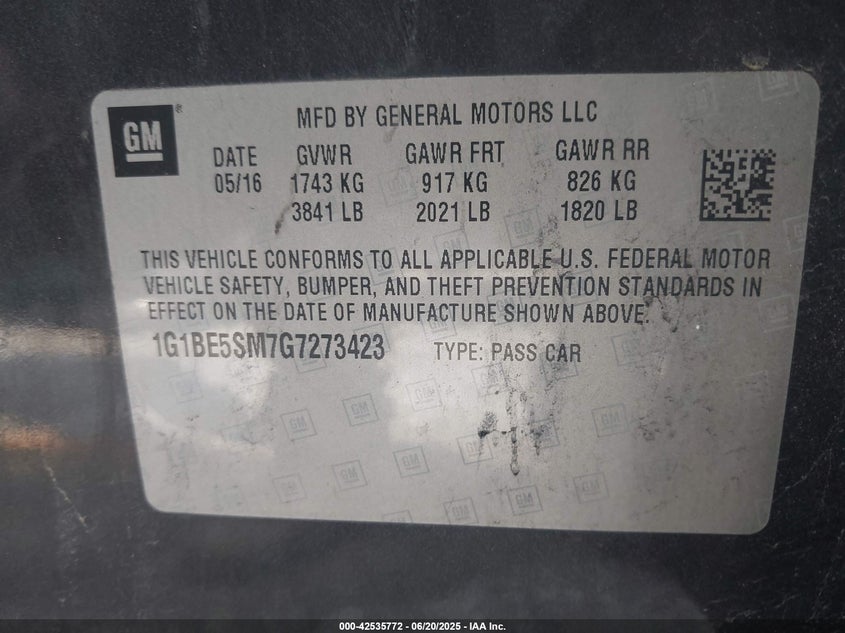 GM
MFD BY GENERAL MOTORS LLC
DATE GVWR GAWR FRT GAWR RR
05/16 1743 KG 917 KG 826 KG
3841 LB 2021 LB 1820 LB
THIS VEHICLE CONFORMS TO ALL APPLICABLE U.S. FEDERAL MOTOR
VEHICLE SAFETY, BUMPER, AND THEFT PREVENTION STANDARDS IN
EFFECT ON THE DATE OF MANUFACTURE SHOWN ABOVE.
1G1BE5SM7G7273423 TYPE: PASS CAR
000-42535772 | 06/20/2025 - IAA Inc.